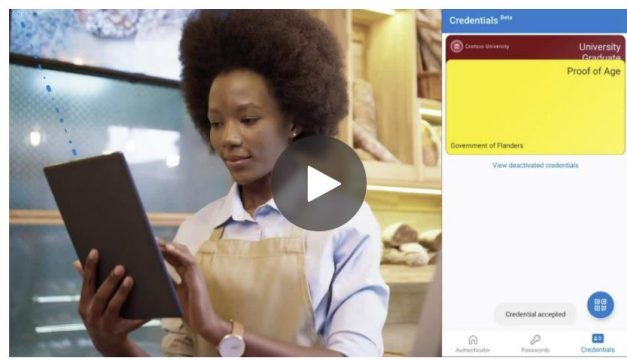 Credentials Beta
Contoso University
University
Graduate
Proof of Age
Government of Flanders
View deactivated credentials
Credential accepted
Authenticator
Passwords
Credentials